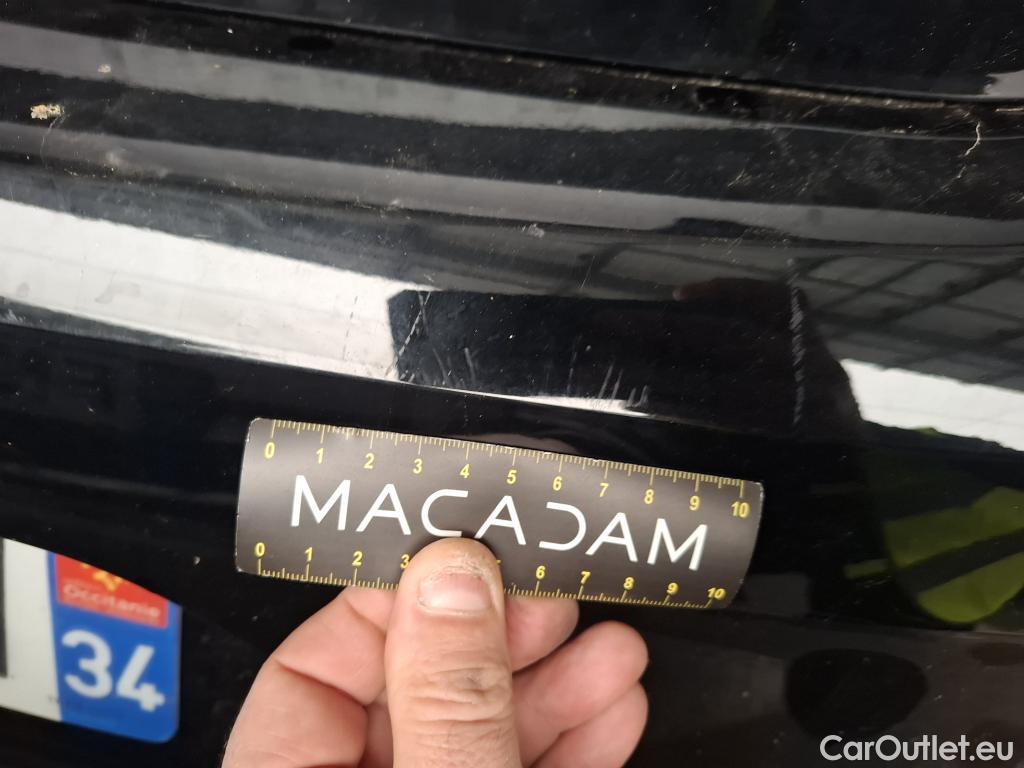 0 1 2 3 4 5 6 7 8 9 10
MACADAM
0 1 2 3 6 7 8 9 10
Occitanie
34
CarOutlet.eu